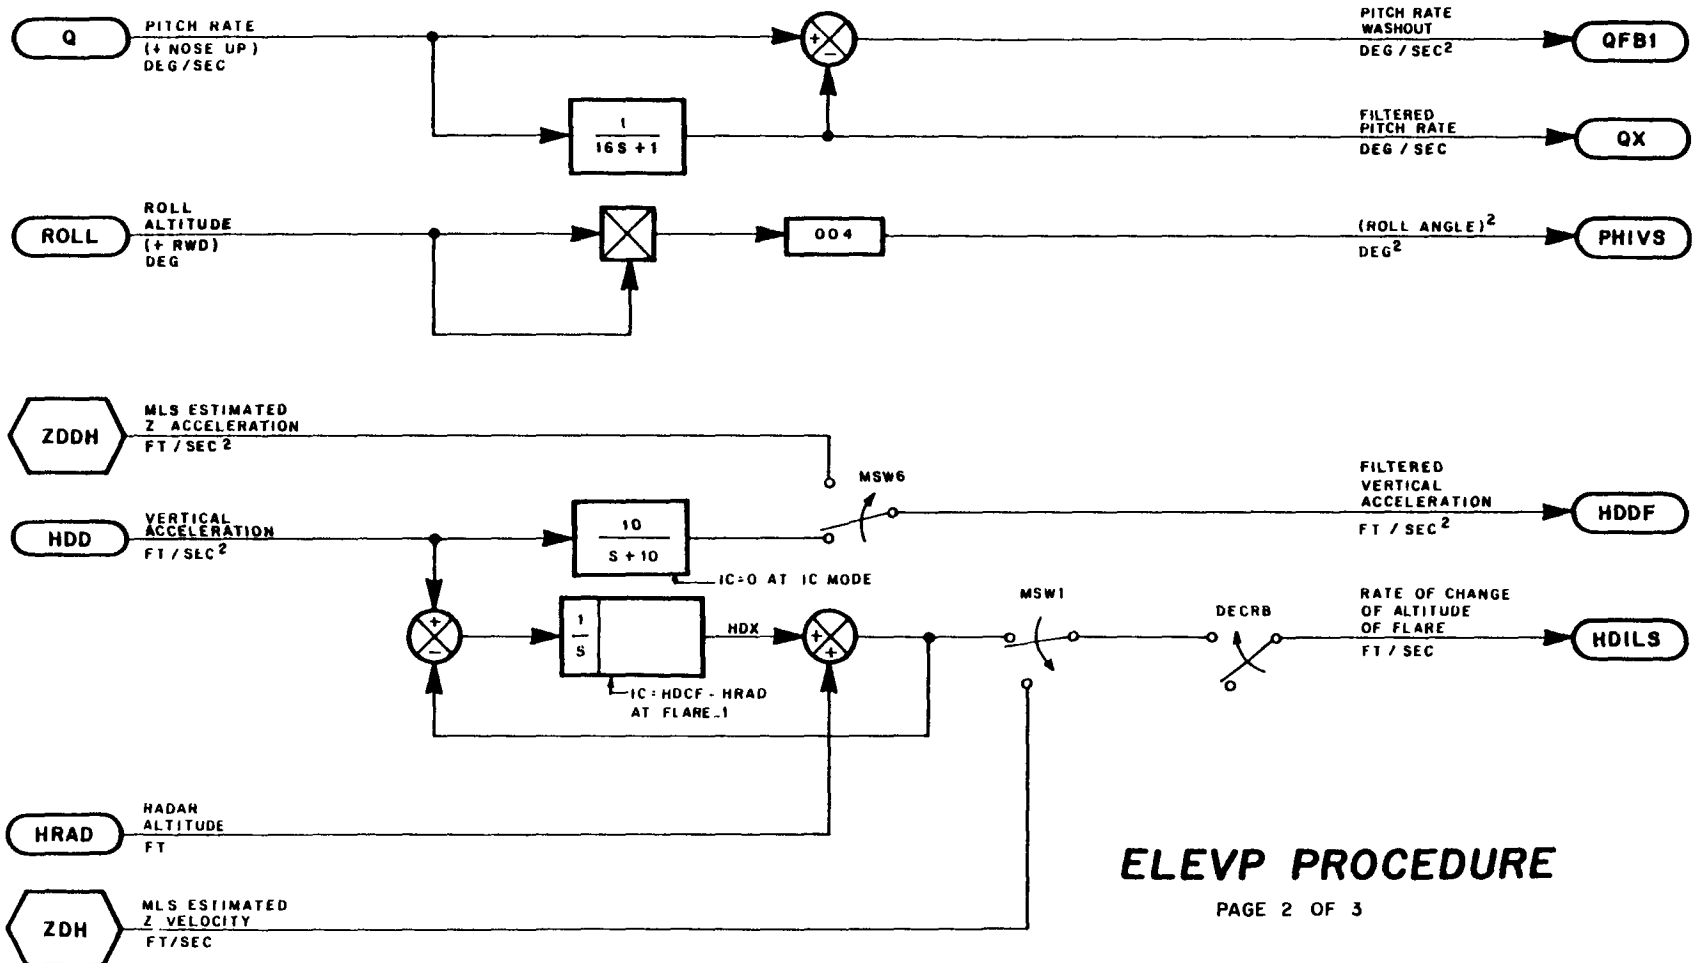 Q
PITCH RATE
(+ NOSE UP)
DEG/SEC
+
-
PITCH RATE
WASHOUT
DEG/SEC2
QFB1
1
16S+1
FILTERED
PITCH RATE
DEG/SEC
QX
ROLL
ROLL
ALTITUDE
(+ RWD)
DEG
004
(ROLL ANGLE)2
DEG2
PHIVS
ZDDH
MLS ESTIMATED
Z ACCELERATION
FT/SEC2
MSW6
FILTERED
VERTICAL
ACCELERATION
FT/SEC2
HDDF
HDD
VERTICAL
ACCELERATION
FT/SEC2
10
S+10
IC=0 AT IC MODE
+
-
1
S
HDX
+
+
IC=HDCF-HRAD
AT FLARE-1
MSW1
DECRB
RATE OF CHANGE
OF ALTITUDE
OF FLARE
FT/SEC
HDILS
HRAD
RADAR
ALTITUDE
FT
ZDH
MLS ESTIMATED
Z VELOCITY
FT/SEC
ELEVP PROCEDURE
PAGE 2 OF 3